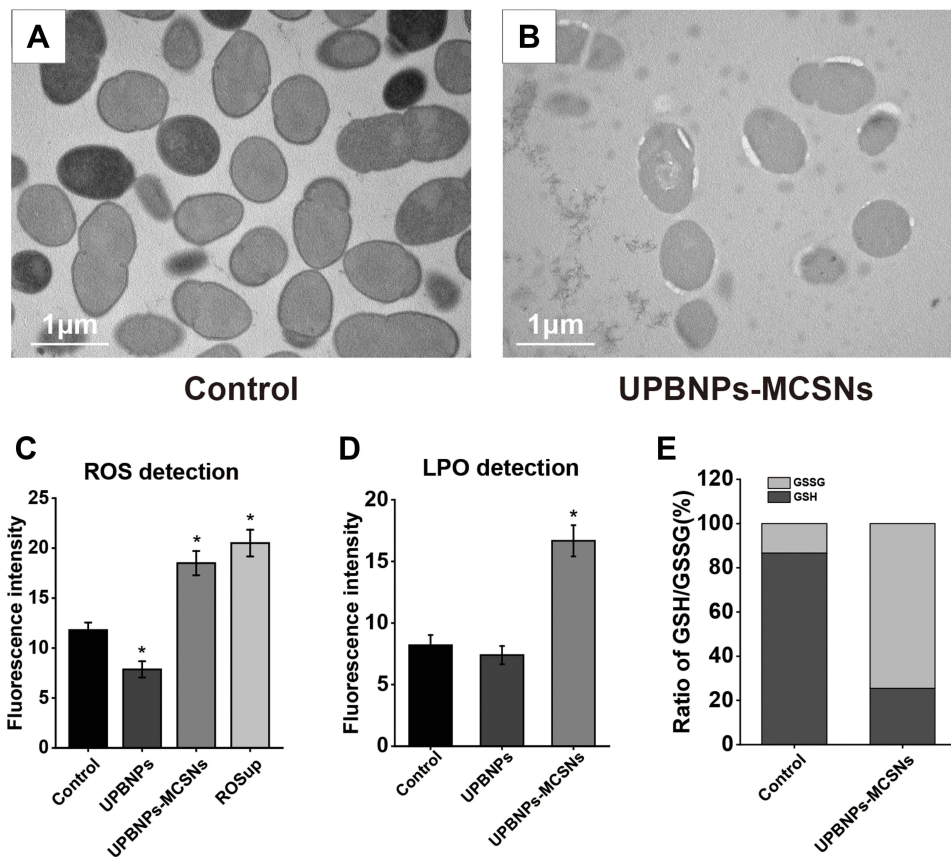 A
B
1μm
1μm
Control
UPBNPs-MCSNs
C
ROS detection
Fluorescence intensity
25
20
15
10
5
0
*
*
*
Control
UPBNPs
UPBNPs-MCSNs
ROSup
D
LPO detection
Fluorescence intensity
20
15
10
5
0
*
Control
UPBNPs
UPBNPs-MCSNs
E
Ratio of GSH/GSSG(%)
120
100
80
60
40
20
0
GSSG
GSH
Control
UPBNPs-MCSNs